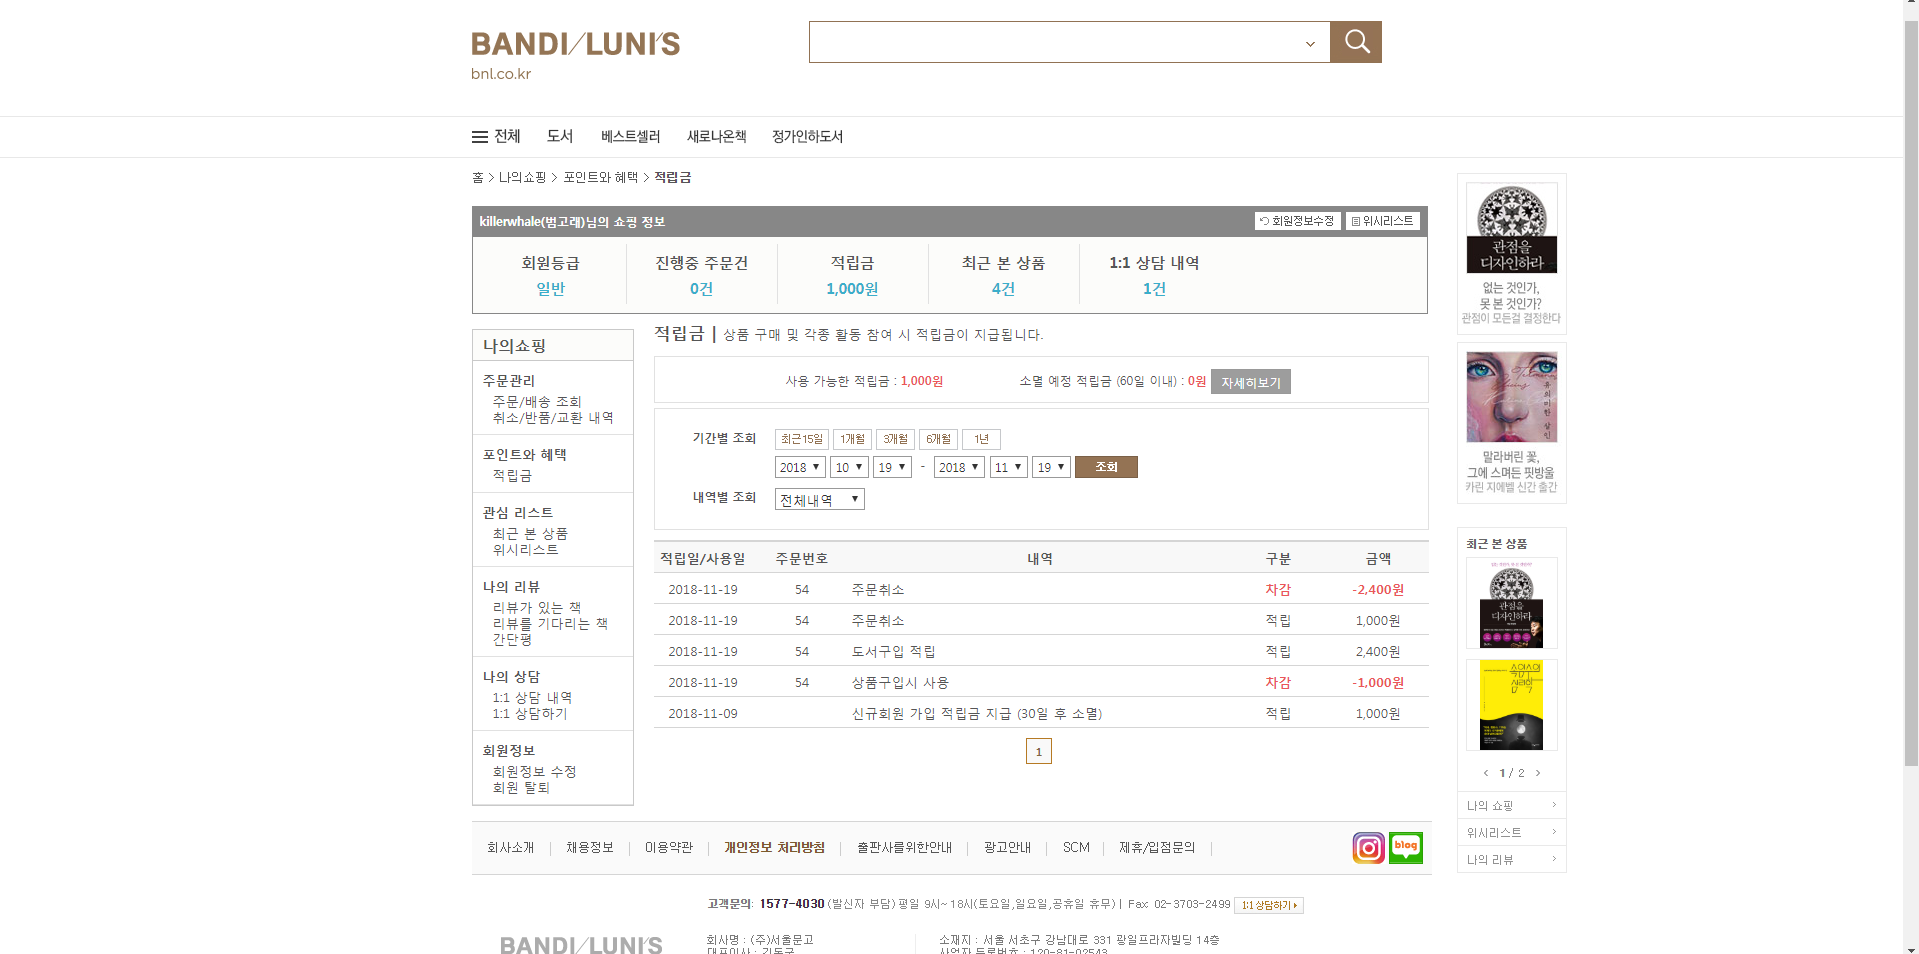 BANDI/LUNI'S
bnl.co.kr
전체 도서 베스트셀러 새로나온책 정가인하도서
홈 > 나의쇼핑 > 포인트와 혜택 > 적립금
killerwhale(범고래)님의 쇼핑 정보 회원정보수정 위시리스트
회원등급 진행중 주문건 적립금 최근 본 상품 1:1 상담 내역
일반 0건 1,000원 4건 1건
나의쇼핑
주문관리
주문/배송 조회
취소/반품/교환 내역
포인트와 혜택
적립금
관심 리스트
최근 본 상품
위시리스트
나의 리뷰
리뷰가 있는 책
리뷰를 기다리는 책
간단평
나의 상담
1:1 상담 내역
1:1 상담하기
회원정보
회원정보 수정
회원 탈퇴
적립금 | 상품 구매 및 각종 활동 참여 시 적립금이 지급됩니다.
사용 가능한 적립금 : 1,000원 소멸 예정 적립금 (60일 이내) : 0원 자세히보기
기간별 조회 최근15일 1개월 3개월 6개월 1년
2018 10 19 - 2018 11 19 조회
내역별 조회 전체내역
적립일/사용일 주문번호 내역 구분 금액
2018-11-19 54 주문취소 차감 -2,400원
2018-11-19 54 주문취소 적립 1,000원
2018-11-19 54 도서구입 적립 적립 2,400원
2018-11-19 54 상품구입시 사용 차감 -1,000원
2018-11-09 신규회원 가입 적립금 지급 (30일 후 소멸) 적립 1,000원
1
관점을
디자인하라
없는 것인가,
못 본 것인가?
관점이 모든걸 결정한다
유의미한 살인
말라버린 꽃,
그에 스며든 핏방울
카린 지에벨 신간 출간
최근 본 상품
관점을
디자인하라
< 1 / 2 >
나의 쇼핑 >
위시리스트 >
나의 리뷰 >
회사소개 | 채용정보 | 이용약관 | 개인정보 처리방침 | 출판사를위한안내 | 광고안내 | SCM | 제휴/입점문의 |
blog
고객문의: 1577-4030 (발신자 부담) 평일 9시~ 18시(토요일,일요일,공휴일 휴무) | Fax: 02-3703-2499 1:1 상담하기
BANDI/LUNI'S
회사명 : (주)서울문고 소재지 : 서울 서초구 강남대로 331 광일프라자빌딩 14층
대표이사 : 김동국 사업자 등록번호 : 120-81-02543